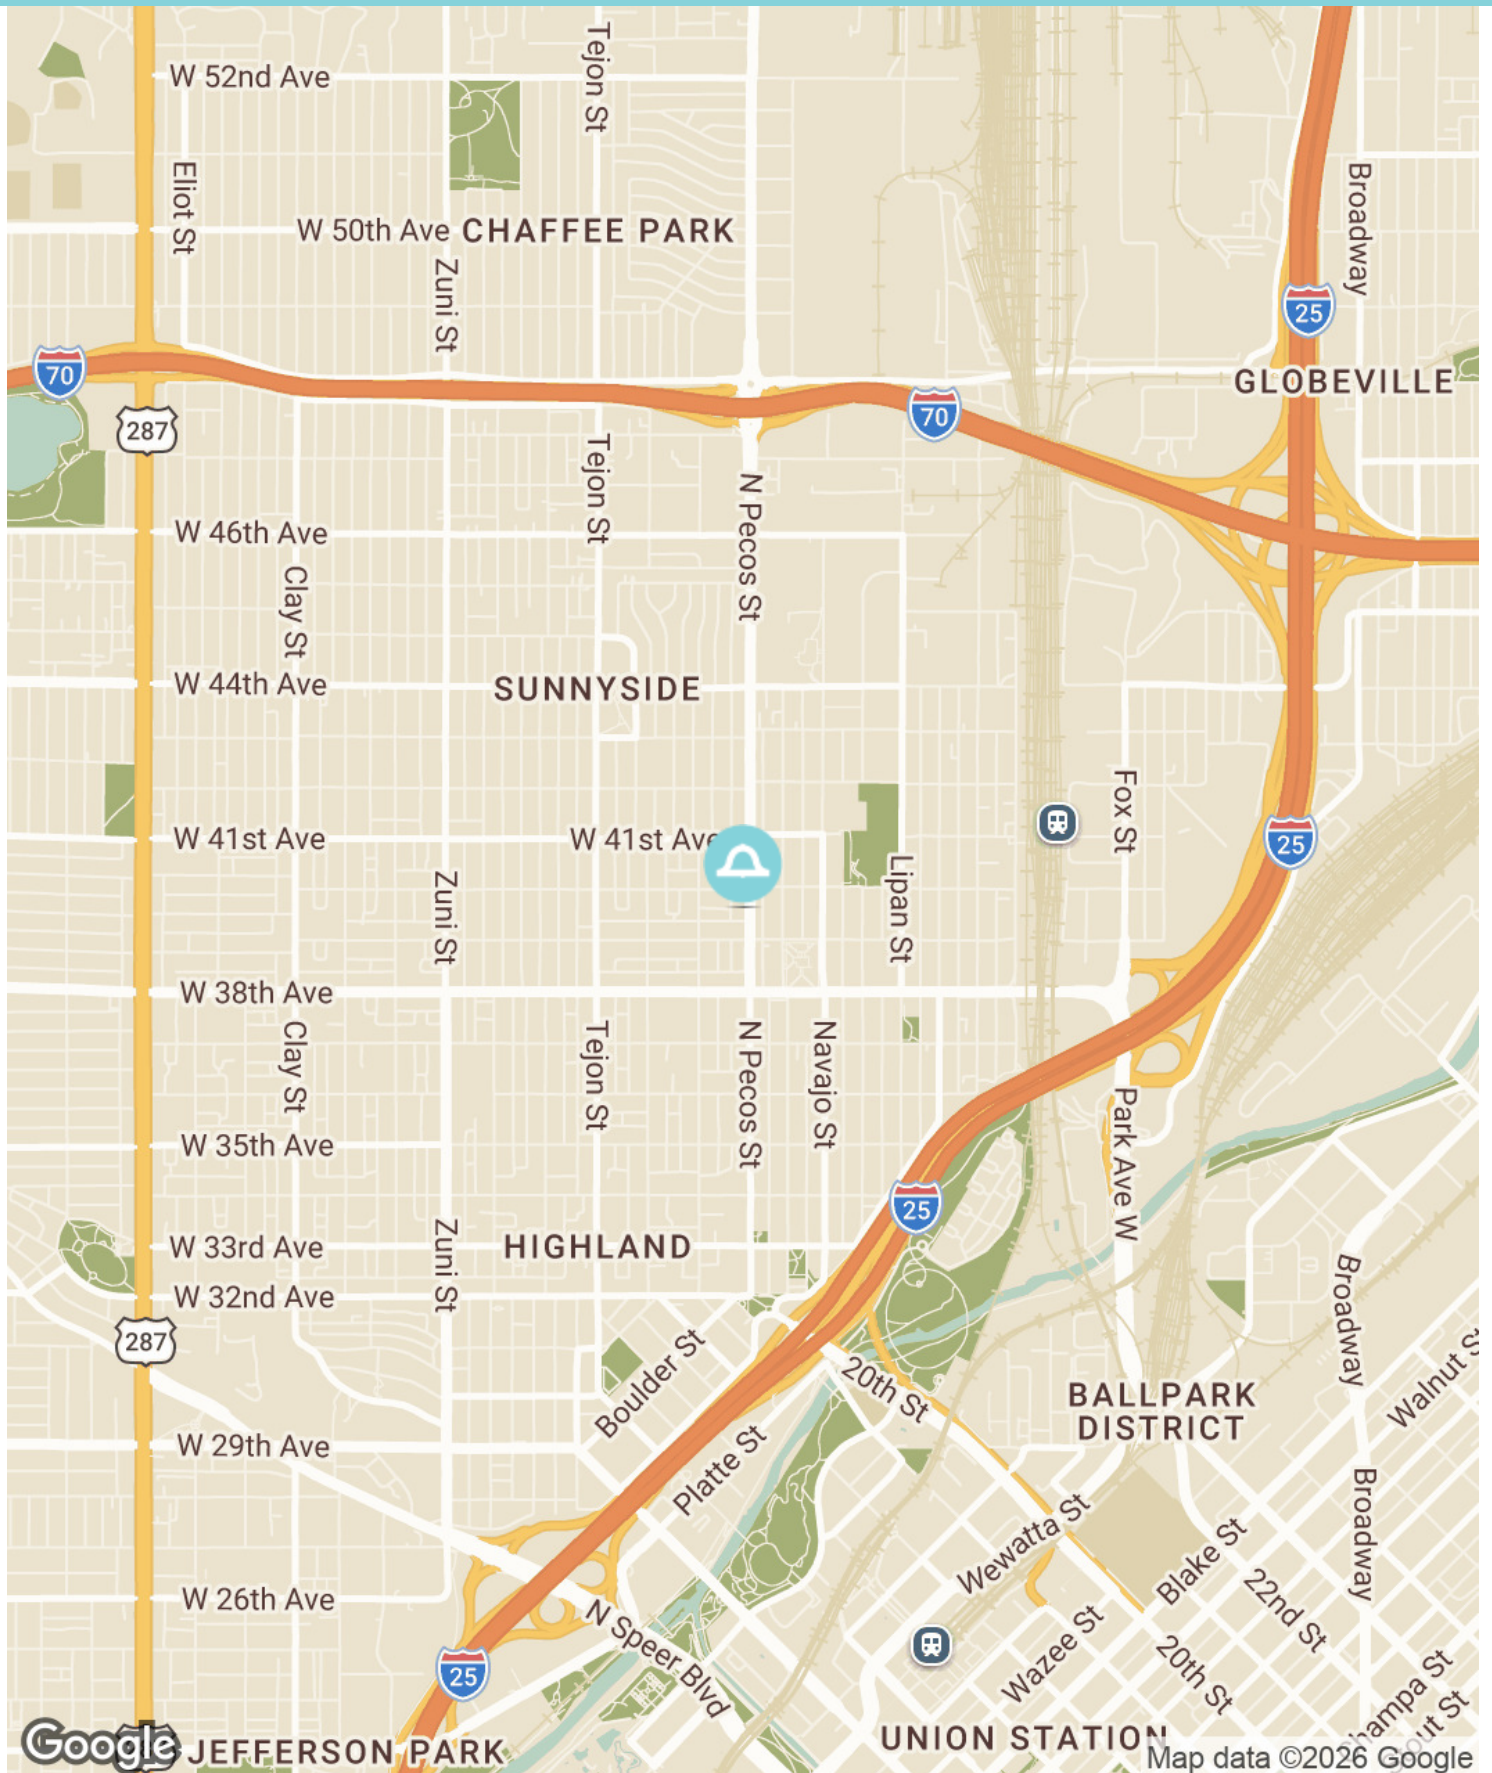 W 52nd Ave
Tejon St
Eliot St
Broadway
W 50th Ave
CHAFFEE PARK
Zuni St
25
70
287
70
GLOBEVILLE
Tejon St
N Pecos St
W 46th Ave
Clay St
W 44th Ave
SUNNYSIDE
Fox St
W 41st Ave
W 41st Ave
25
Zuni St
Lipan St
W 38th Ave
Clay St
Tejon St
N Pecos St
Navajo St
Park Ave W
W 35th Ave
25
W 33rd Ave
HIGHLAND
Zuni St
W 32nd Ave
Broadway
287
Boulder St
20th St
BALLPARK
DISTRICT
Walnut S
W 29th Ave
Platte St
Broadway
Wewatta St
Blake St
22nd St
W 26th Ave
N Speer Blvd
Wazee St
20th St
25
Champa St
out St
UNION STATION
Google
JEFFERSON PARK
Map data ©2026 Google